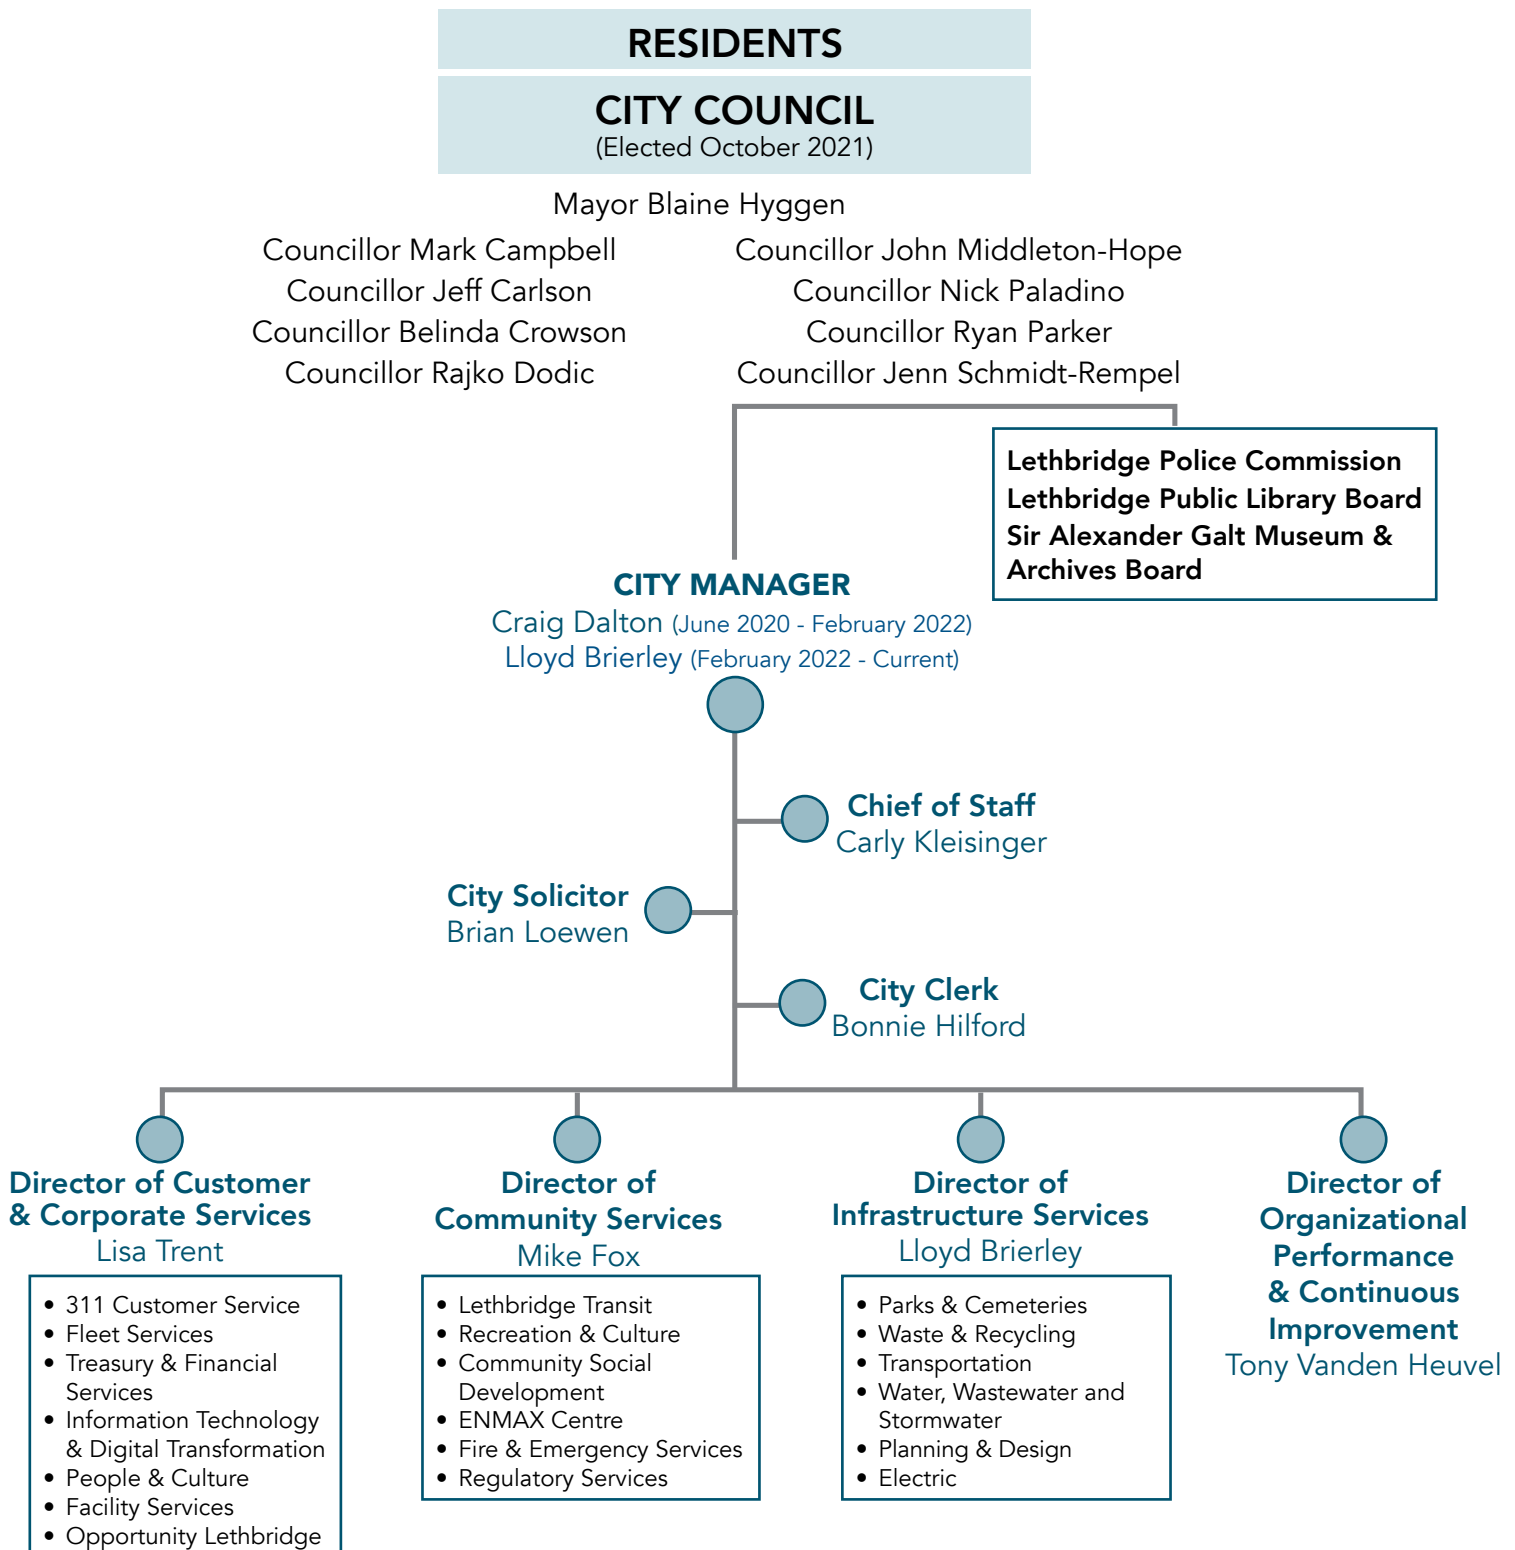 RESIDENTS
CITY COUNCIL
(Elected October 2021)
Mayor Blaine Hyggen
Councillor Mark Campbell
Councillor Jeff Carlson
Councillor Belinda Crowson
Councillor Rajko Dodic
Councillor John Middleton-Hope
Councillor Nick Paladino
Councillor Ryan Parker
Councillor Jenn Schmidt-Rempel
Lethbridge Police Commission
Lethbridge Public Library Board
Sir Alexander Galt Museum &
Archives Board
CITY MANAGER
Craig Dalton (June 2020 - February 2022)
Lloyd Brierley (February 2022 - Current)
Chief of Staff
Carly Kleisinger
City Solicitor
Brian Loewen
City Clerk
Bonnie Hilford
Director of Customer
& Corporate Services
Lisa Trent
• 311 Customer Service
• Fleet Services
• Treasury & Financial
Services
• Information Technology
& Digital Transformation
• People & Culture
• Facility Services
• Opportunity Lethbridge
Director of
Community Services
Mike Fox
• Lethbridge Transit
• Recreation & Culture
• Community Social
Development
• ENMAX Centre
• Fire & Emergency Services
• Regulatory Services
Director of
Infrastructure Services
Lloyd Brierley
• Parks & Cemeteries
• Waste & Recycling
• Transportation
• Water, Wastewater and
Stormwater
• Planning & Design
• Electric
Director of
Organizational
Performance
& Continuous
Improvement
Tony Vanden Heuvel